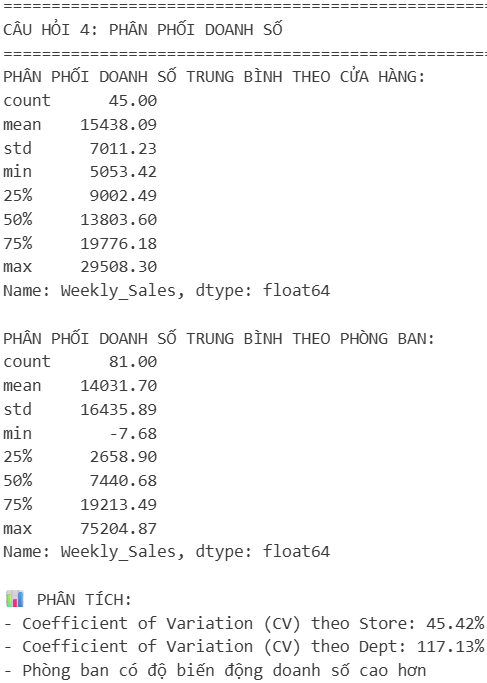 ==================================================
CÂU HỎI 4: PHÂN PHỐI DOANH SỐ
==================================================
PHÂN PHỐI DOANH SỐ TRUNG BÌNH THEO CỬA HÀNG:
count      45.00
mean    15438.09
std      7011.23
min      5053.42
25%      9002.49
50%     13803.60
75%     19776.18
max     29508.30
Name: Weekly_Sales, dtype: float64

PHÂN PHỐI DOANH SỐ TRUNG BÌNH THEO PHÒNG BAN:
count      81.00
mean    14031.70
std     16435.89
min        -7.68
25%      2658.90
50%      7440.68
75%     19213.49
max     75204.87
Name: Weekly_Sales, dtype: float64

📊 PHÂN TÍCH:
- Coefficient of Variation (CV) theo Store: 45.42%
- Coefficient of Variation (CV) theo Dept: 117.13%
- Phòng ban có độ biến động doanh số cao hơn